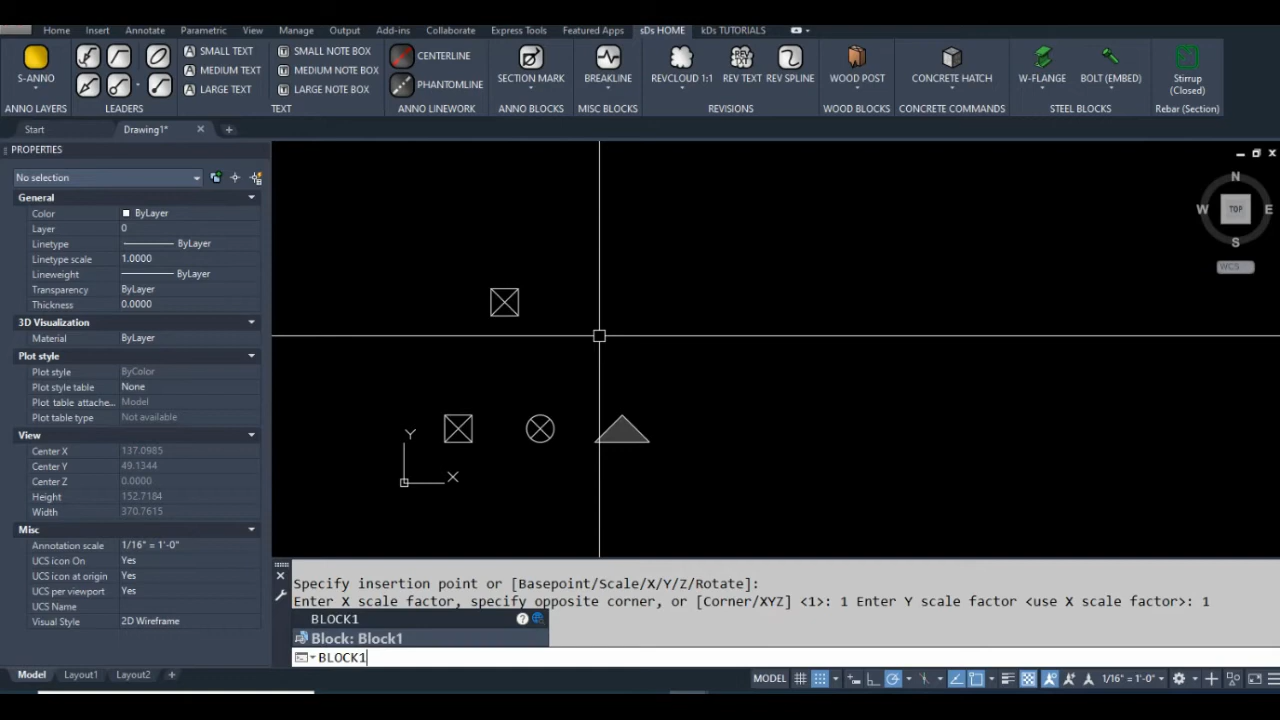 Home Insert Annotate Parametric View Manage Output Add-ins Collaborate Express Tools Featured Apps sDs HOME kDs TUTORIALS
S-ANNO
SMALL TEXT
MEDIUM TEXT
LARGE TEXT
SMALL NOTE BOX
MEDIUM NOTE BOX
LARGE NOTE BOX
CENTERLINE
PHANTOMLINE
SECTION MARK
BREAKLINE
REVCLOUD 1:1 REV TEXT REV SPLINE
WOOD POST
CONCRETE HATCH
W-FLANGE BOLT (EMBED)
Stirrup
(Closed)
ANNO LAYERS LEADERS TEXT ANNO LINEWORK ANNO BLOCKS MISC BLOCKS REVISIONS WOOD BLOCKS CONCRETE COMMANDS STEEL BLOCKS Rebar (Section)
Start Drawing1*
PROPERTIES
No selection
General
Color ByLayer
Layer 0
Linetype ByLayer
Linetype scale 1.0000
Lineweight ByLayer
Transparency ByLayer
Thickness 0.0000
3D Visualization
Material ByLayer
Plot style
Plot style ByColor
Plot style table None
Plot table attache... Model
Plot table type Not available
View
Center X 137.0985
Center Y 49.1344
Center Z 0.0000
Height 152.7184
Width 370.7615
Misc
Annotation scale 1/16" = 1'-0"
UCS icon On Yes
UCS icon at origin Yes
UCS per viewport Yes
UCS Name
Visual Style 2D Wireframe
N
W TOP E
S
WCS
Y
X
Specify insertion point or [Basepoint/Scale/X/Y/Z/Rotate]:
Enter X scale factor, specify opposite corner, or [Corner/XYZ] <1>: 1 Enter Y scale factor <use X scale factor>: 1
BLOCK1
Block: Block1
BLOCK1
Model Layout1 Layout2
MODEL 1/16" = 1'-0"